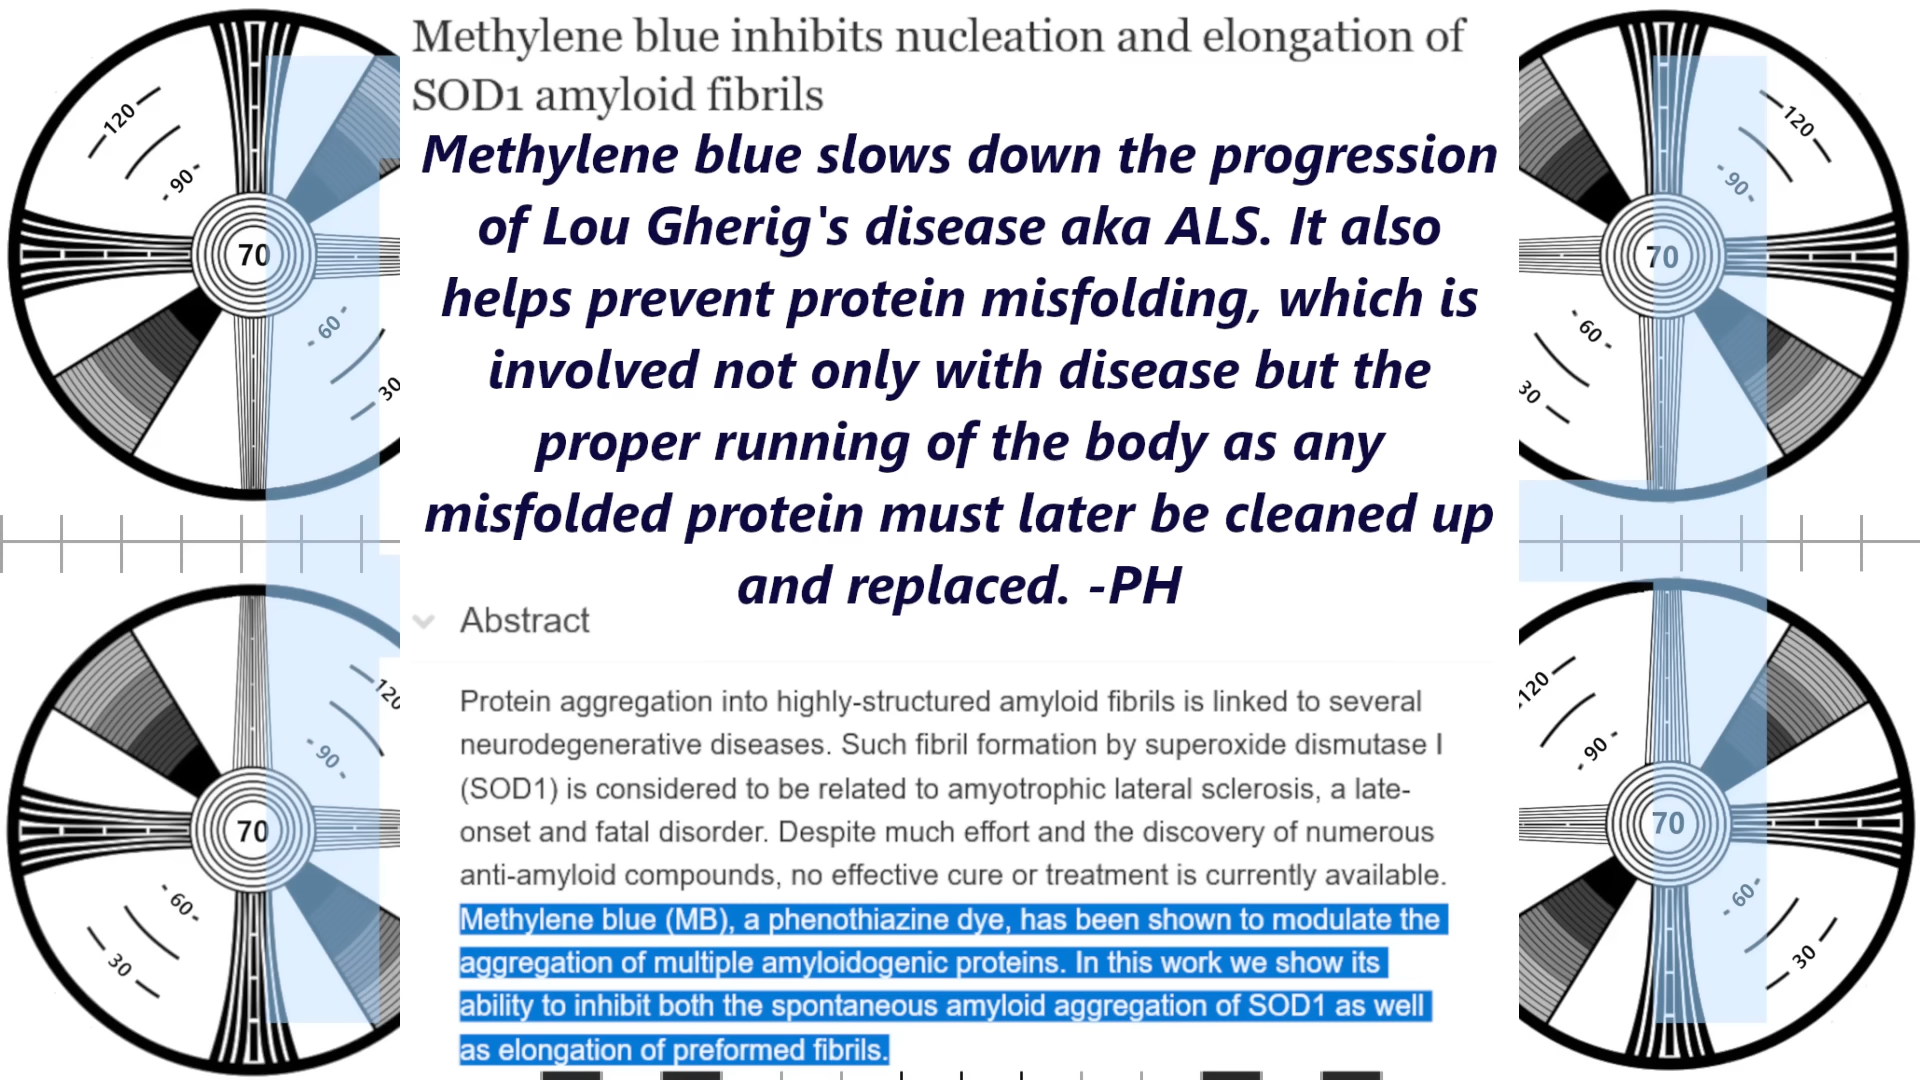 Methylene blue inhibits nucleation and elongation of
SOD1 amyloid fibrils
Methylene blue slows down the progression
of Lou Gherig's disease aka ALS. It also
helps prevent protein misfolding, which is
involved not only with disease but the
proper running of the body as any
misfolded protein must later be cleaned up
and replaced. -PH
Abstract
Protein aggregation into highly-structured amyloid fibrils is linked to several
neurodegenerative diseases. Such fibril formation by superoxide dismutase I
(SOD1) is considered to be related to amyotrophic lateral sclerosis, a late-
onset and fatal disorder. Despite much effort and the discovery of numerous
anti-amyloid compounds, no effective cure or treatment is currently available.
Methylene blue (MB), a phenothiazine dye, has been shown to modulate the
aggregation of multiple amyloidogenic proteins. In this work we show its
ability to inhibit both the spontaneous amyloid aggregation of SOD1 as well
as elongation of preformed fibrils.
120
- 90 -
70
- 60 -
30
120
- 90 -
70
- 60 -
30
120
- 90 -
70
- 60 -
30
120
- 90 -
70
- 60 -
30